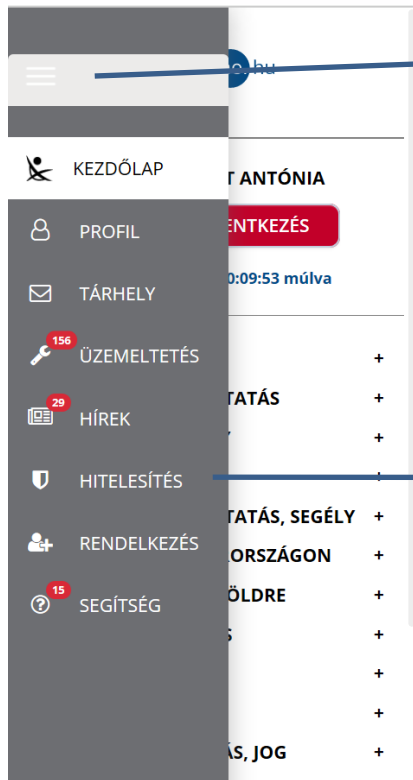 .hu
KEZDŐLAP
T ANTÓNIA
PROFIL
ENTKEZÉS
TÁRHELY
0:09:53 múlva
156
ÜZEMELTETÉS
+
29
HÍREK
TATÁS +
+
HITELESÍTÉS
+
TATÁS, SEGÉLY +
RENDELKEZÉS
ORSZÁGON +
15
SEGÍTSÉG
ÖLDRE +
S +
+
+
ÁS, JOG +